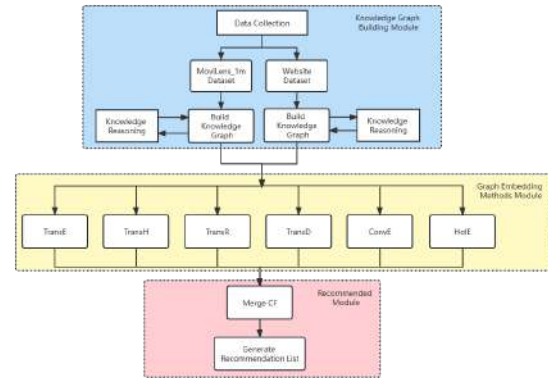 Data Collection
Knowledge Graph
Building Module
MoviLens_1m
Dataset
Website
Dataset
Knowledge
Reasoning
Build
Knowledge
Graph
Build
Knowledge
Graph
Knowledge
Reasoning
Graph Embedding
Methods Module
TransE
TransH
TransR
TransD
ConvE
HolE
Recommended
Module
Merge CF
Generate
Recommendation List